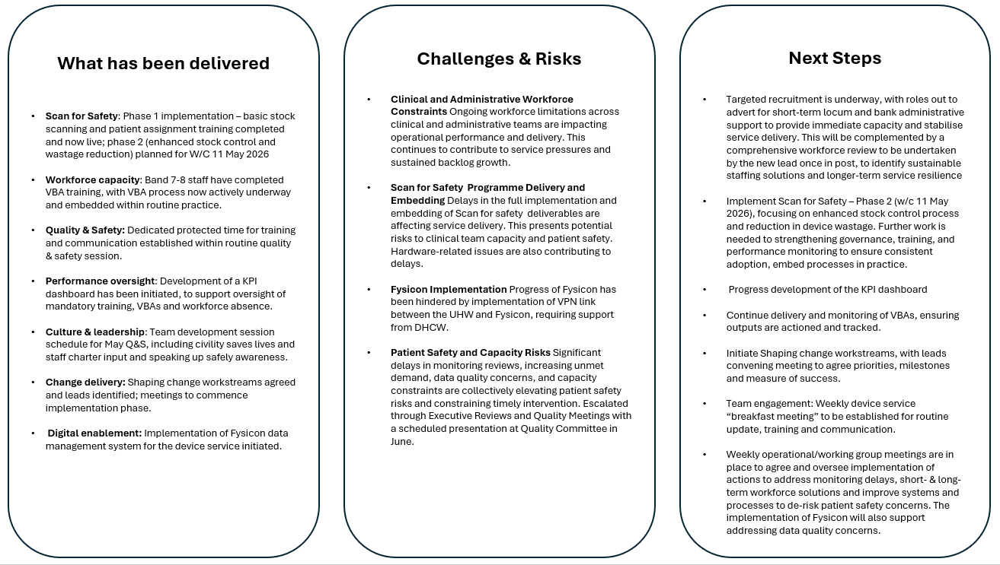 What has been delivered
• Scan for Safety: Phase 1 implementation – basic stock
scanning and patient assignment training completed
and now live; phase 2 (enhanced stock control and
wastage reduction) planned for W/C 11 May 2026
• Workforce capacity: Band 7-8 staff have completed
VBA training, with VBA process now actively underway
and embedded within routine practice.
• Quality & Safety: Dedicated protected time for training
and communication established within routine quality
& safety session.
• Performance oversight: Development of a KPI
dashboard has been initiated, to support oversight of
mandatory training, VBAs and workforce absence.
• Culture & leadership: Team development session
schedule for May Q&S, including civility saves lives and
staff charter input and speaking up safely awareness.
• Change delivery: Shaping change workstreams agreed
and leads identified; meetings to commence
implementation phase.
• Digital enablement: Implementation of Fysicon data
management system for the device service initiated.
Challenges & Risks
• Clinical and Administrative Workforce
Constraints Ongoing workforce limitations across
clinical and administrative teams are impacting
operational performance and delivery. This
continues to contribute to service pressures and
sustained backlog growth.
• Scan for Safety Programme Delivery and
Embedding Delays in the full implementation and
embedding of Scan for safety deliverables are
affecting service delivery. This presents potential
risks to clinical team capacity and patient safety.
Hardware-related issues are also contributing to
delays.
• Fysicon Implementation Progress of Fysicon has
been hindered by implementation of VPN link
between the UHW and Fysicon, requiring support
from DHCW.
• Patient Safety and Capacity Risks Significant
delays in monitoring reviews, increasing unmet
demand, data quality concerns, and capacity
constraints are collectively elevating patient safety
risks and constraining timely intervention. Escalated
through Executive Reviews and Quality Meetings with
a scheduled presentation at Quality Committee in
June.
Next Steps
• Targeted recruitment is underway, with roles out to
advert for short-term locum and bank administrative
support to provide immediate capacity and stabilise
service delivery. This will be complemented by a
comprehensive workforce review to be undertaken
by the new lead once in post, to identify sustainable
staffing solutions and longer-term service resilience
• Implement Scan for Safety – Phase 2 (w/c 11 May
2026), focusing on enhanced stock control process
and reduction in device wastage. Further work is
needed to strengthening governance, training, and
performance monitoring to ensure consistent
adoption, embed processes in practice.
• Progress development of the KPI dashboard
• Continue delivery and monitoring of VBAs, ensuring
outputs are actioned and tracked.
• Initiate Shaping change workstreams, with leads
convening meeting to agree priorities, milestones
and measure of success.
• Team engagement: Weekly device service
“breakfast meeting” to be established for routine
update, training and communication.
• Weekly operational/working group meetings are in
place to agree and oversee implementation of
actions to address monitoring delays, short- & long-
term workforce solutions and improve systems and
processes to de-risk patient safety concerns. The
implementation of Fysicon will also support
addressing data quality concerns.